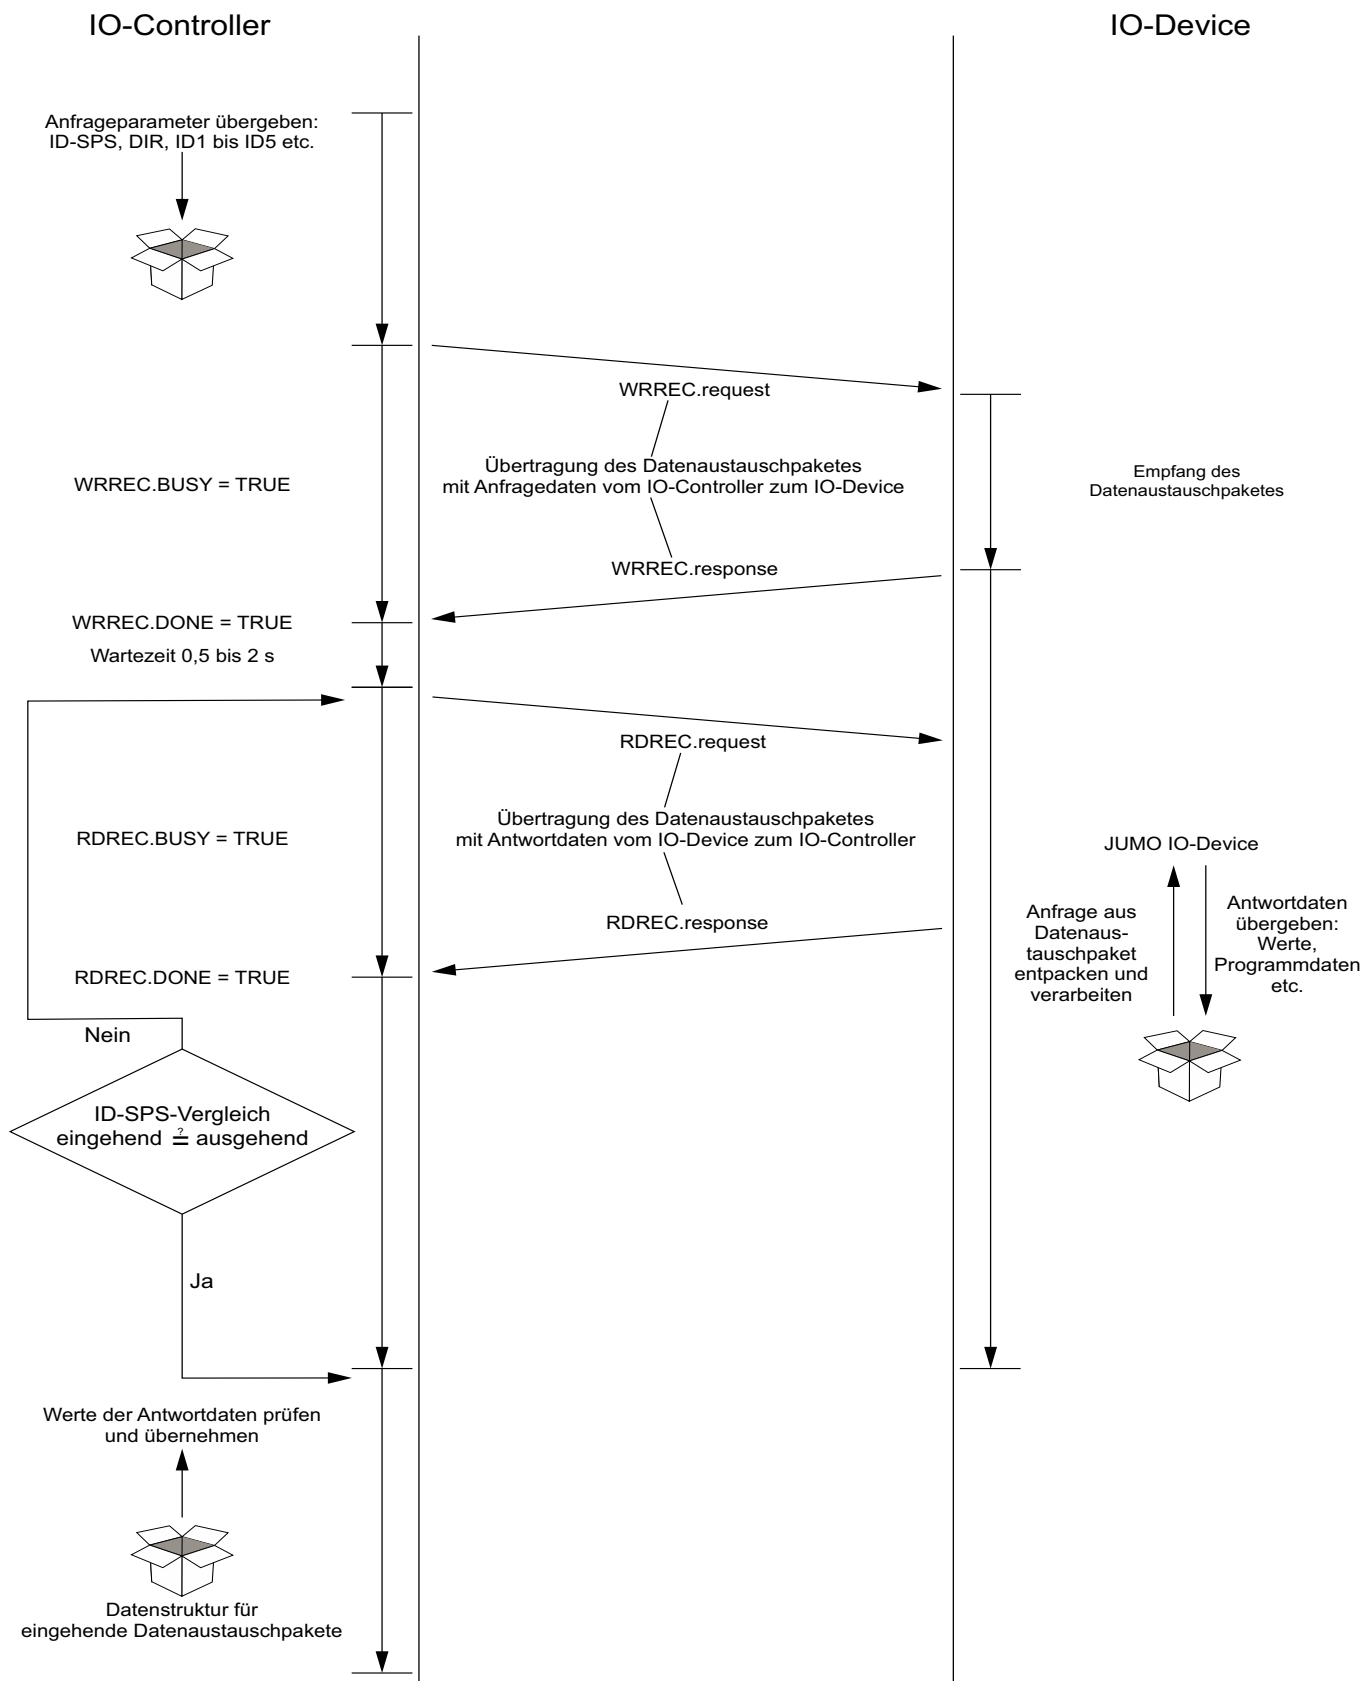 IO-Controller
IO-Device
Anfrageparameter übergeben:
ID-SPS, DIR, ID1 bis ID5 etc.
WRREC.request
Übertragung des Datenaustauschpaketes
mit Anfragedaten vom IO-Controller zum IO-Device
WRREC.BUSY = TRUE
Empfang des
Datenaustauschpaketes
WRREC.response
WRREC.DONE = TRUE
Wartezeit 0,5 bis 2 s
RDREC.request
Übertragung des Datenaustauschpaketes
mit Antwortdaten vom IO-Device zum IO-Controller
RDREC.BUSY = TRUE
JUMO IO-Device
Anfrage aus
Datenaus-
tauschpaket
entpacken und
verarbeiten
Antwortdaten
übergeben:
Werte,
Programmdaten
etc.
RDREC.response
RDREC.DONE = TRUE
Nein
ID-SPS-Vergleich
eingehend ≟ ausgehend
Ja
Werte der Antwortdaten prüfen
und übernehmen
Datenstruktur für
eingehende Datenaustauschpakete